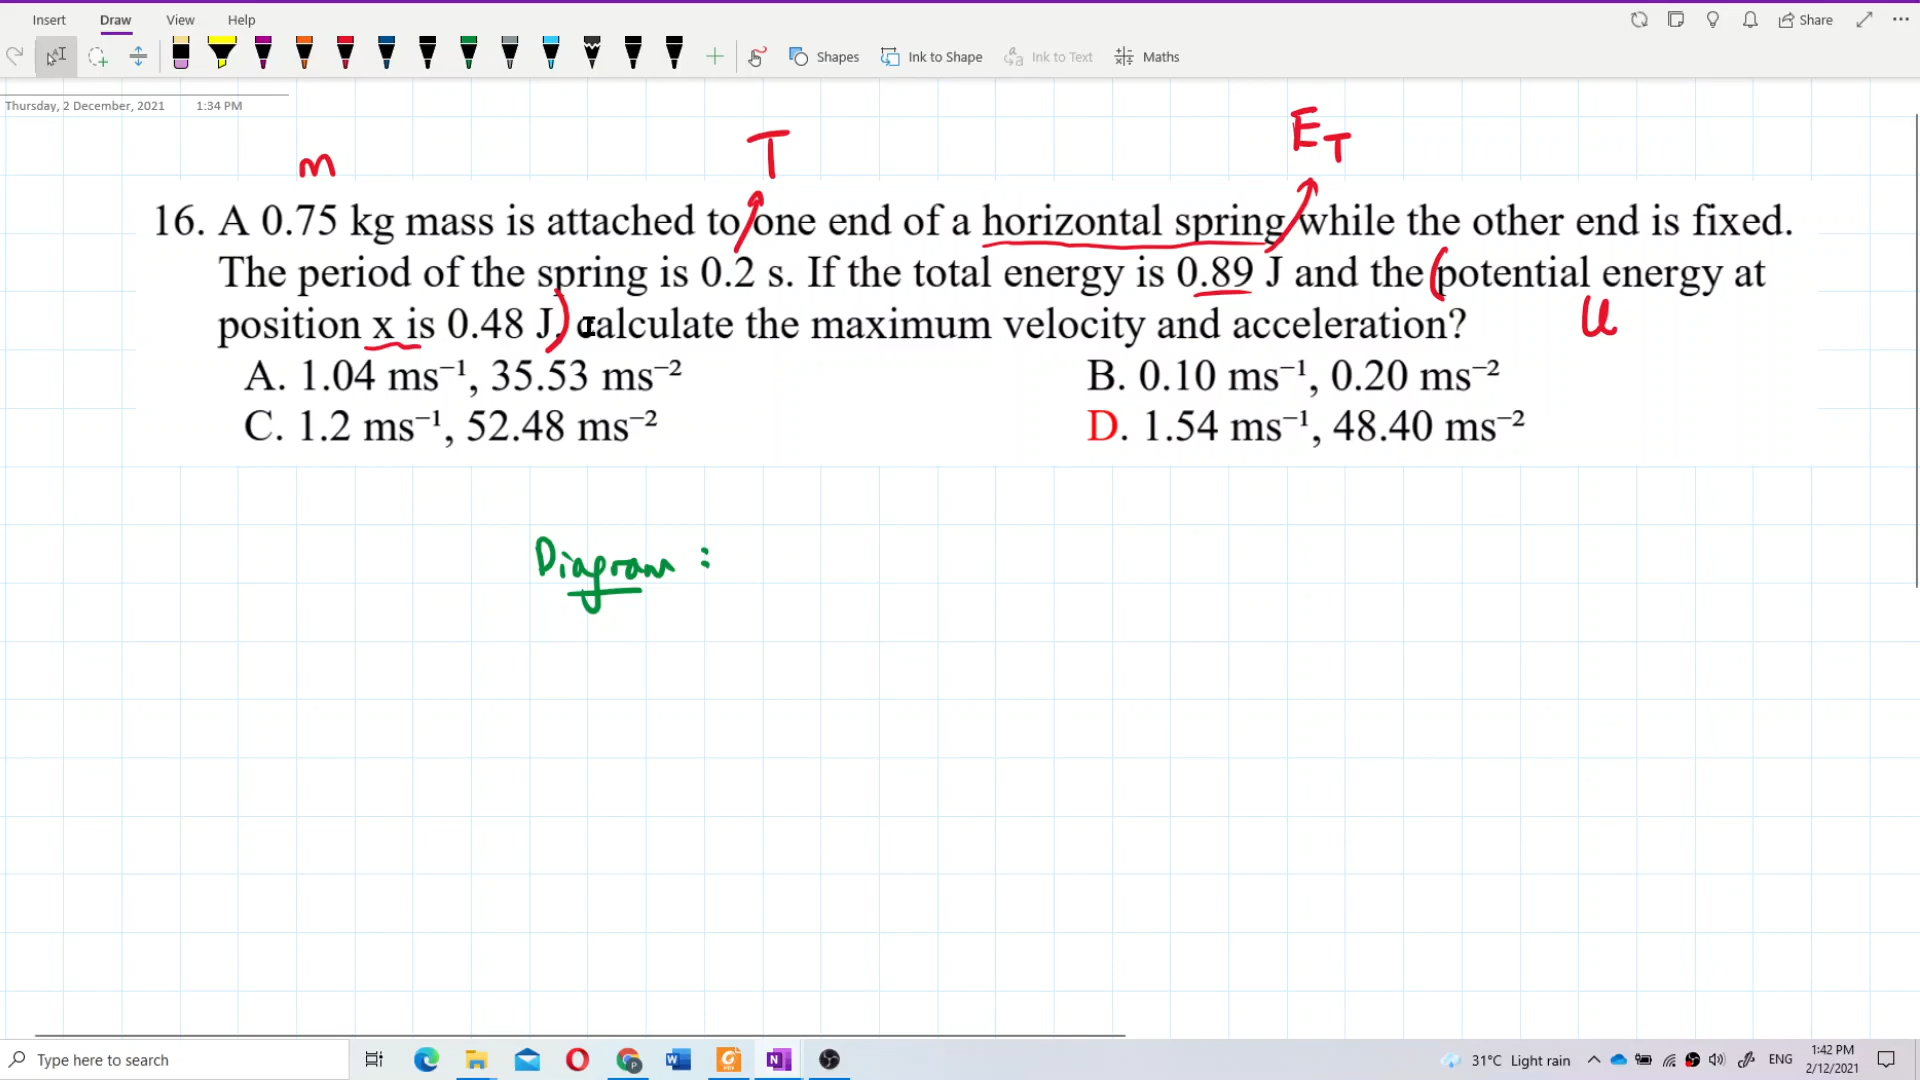 Insert Draw View Help Share
Shapes Ink to Shape Ink to Text Maths
Thursday, 2 December, 2021 1:34 PM
m T E_T
16. A 0.75 kg mass is attached to one end of a horizontal spring while the other end is fixed.
The period of the spring is 0.2 s. If the total energy is 0.89 J and the (potential energy at
position x is 0.48 J,) calculate the maximum velocity and acceleration? U
A. 1.04 ms⁻¹, 35.53 ms⁻² B. 0.10 ms⁻¹, 0.20 ms⁻²
C. 1.2 ms⁻¹, 52.48 ms⁻² D. 1.54 ms⁻¹, 48.40 ms⁻²
Diagram :
Type here to search 31°C Light rain ENG 1:42 PM
2/12/2021